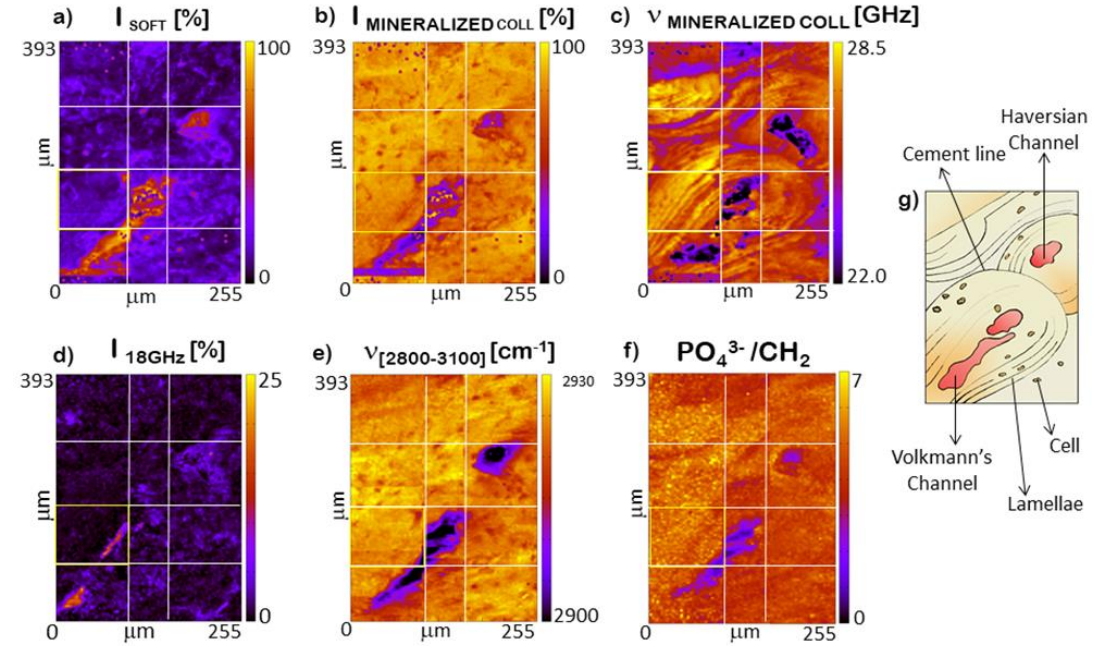 a) I SOFT [%]
393
100
μm
0
0
μm
255
b) I MINERALIZED COLL [%]
393
100
μm
0
0
μm
255
c) ν MINERALIZED COLL [GHz]
393
28.5
μm
22.0
0
μm
255
d) I 18GHz [%]
393
25
μm
0
0
μm
255
e) ν[2800-3100] [cm-1]
393
2930
μm
2900
0
μm
255
f) PO43- /CH2
393
7
μm
0
0
μm
255
g)
Haversian
Channel
Cement line
Cell
Volkmann's
Channel
Lamellae